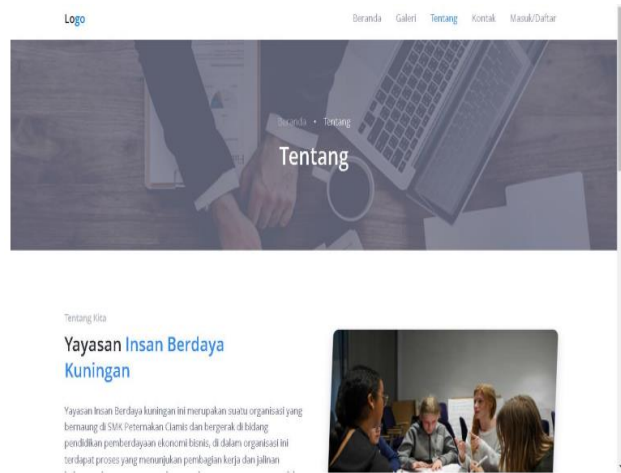 Logo
Beranda Galeri Tentang Kontak Masuk/Daftar
Beranda • Tentang
Tentang
Tentang Kita
Yayasan Insan Berdaya
Kuningan
Yayasan Insan Berdaya kuningan ini merupakan suatu organisasi yang
bernaung di SMK Peternakan Ciamis dan bergerak di bidang
pendidikan pemberdayaan ekonomi bisnis, di dalam organisasi ini
terdapat proses yang menunjukan pembagian kerja dan jalinan